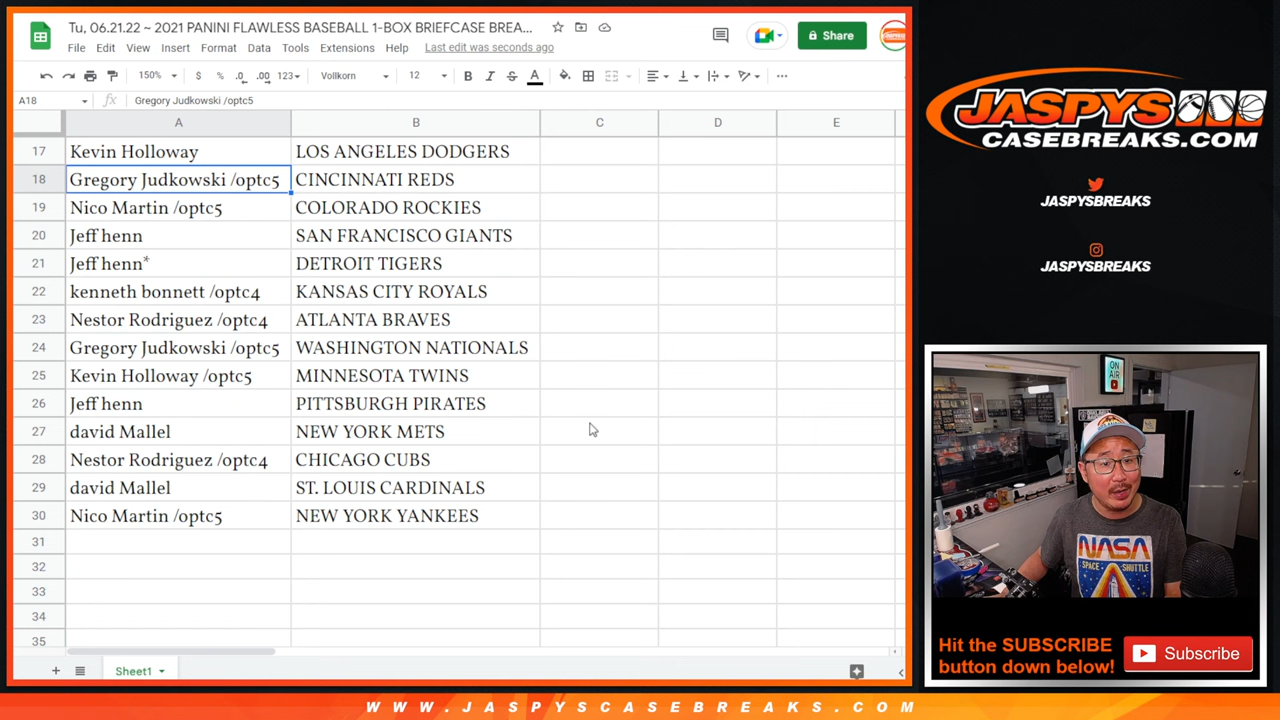 Tu, 06.21.22 ~ 2021 PANINI FLAWLESS BASEBALL 1-BOX BRIEFCASE BREA...
File Edit View Insert Format Data Tools Extensions Help Last edit was seconds ago
Share
150% $ % .0 .00 123 Vollkorn 12 B I S A
A18 fx Gregory Judkowski /optc5
A B C D E
17 Kevin Holloway LOS ANGELES DODGERS
18 Gregory Judkowski /optc5 CINCINNATI REDS
19 Nico Martin /optc5 COLORADO ROCKIES
20 Jeff henn SAN FRANCISCO GIANTS
21 Jeff henn* DETROIT TIGERS
22 kenneth bonnett /optc4 KANSAS CITY ROYALS
23 Nestor Rodriguez /optc4 ATLANTA BRAVES
24 Gregory Judkowski /optc5 WASHINGTON NATIONALS
25 Kevin Holloway /optc5 MINNESOTA TWINS
26 Jeff henn PITTSBURGH PIRATES
27 david Mallel NEW YORK METS
28 Nestor Rodriguez /optc4 CHICAGO CUBS
29 david Mallel ST. LOUIS CARDINALS
30 Nico Martin /optc5 NEW YORK YANKEES
31
32
33
34
35
Sheet1
JASPYS
CASEBREAKS.COM
JASPYSBREAKS
JASPYSBREAKS
ON AIR
NASA
SPACE SHUTTLE
Hit the SUBSCRIBE
button down below!
Subscribe
WWW.JASPYSCASEBREAKS.COM